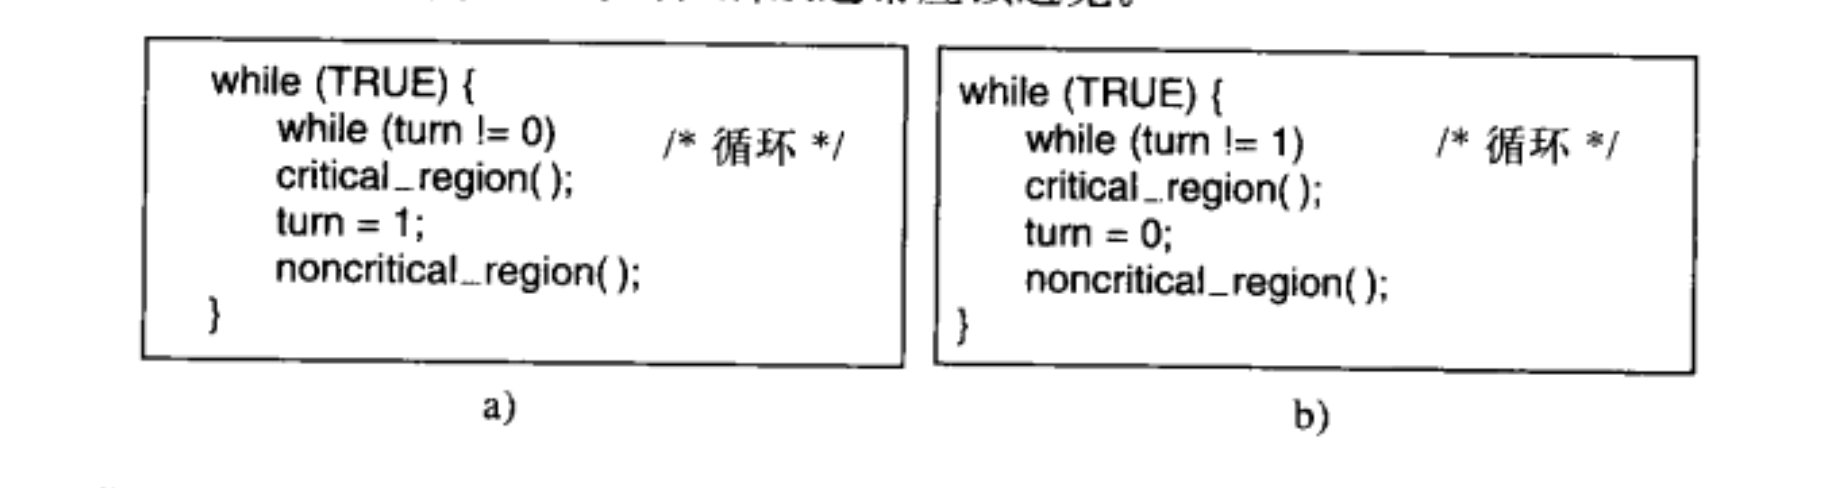 while (TRUE) {
while (turn != 0) /* 循环 */
critical_region( );
turn = 1;
noncritical_region( );
}
a)
while (TRUE) {
while (turn != 1) /* 循环 */
critical_region( );
turn = 0;
noncritical_region( );
}
b)